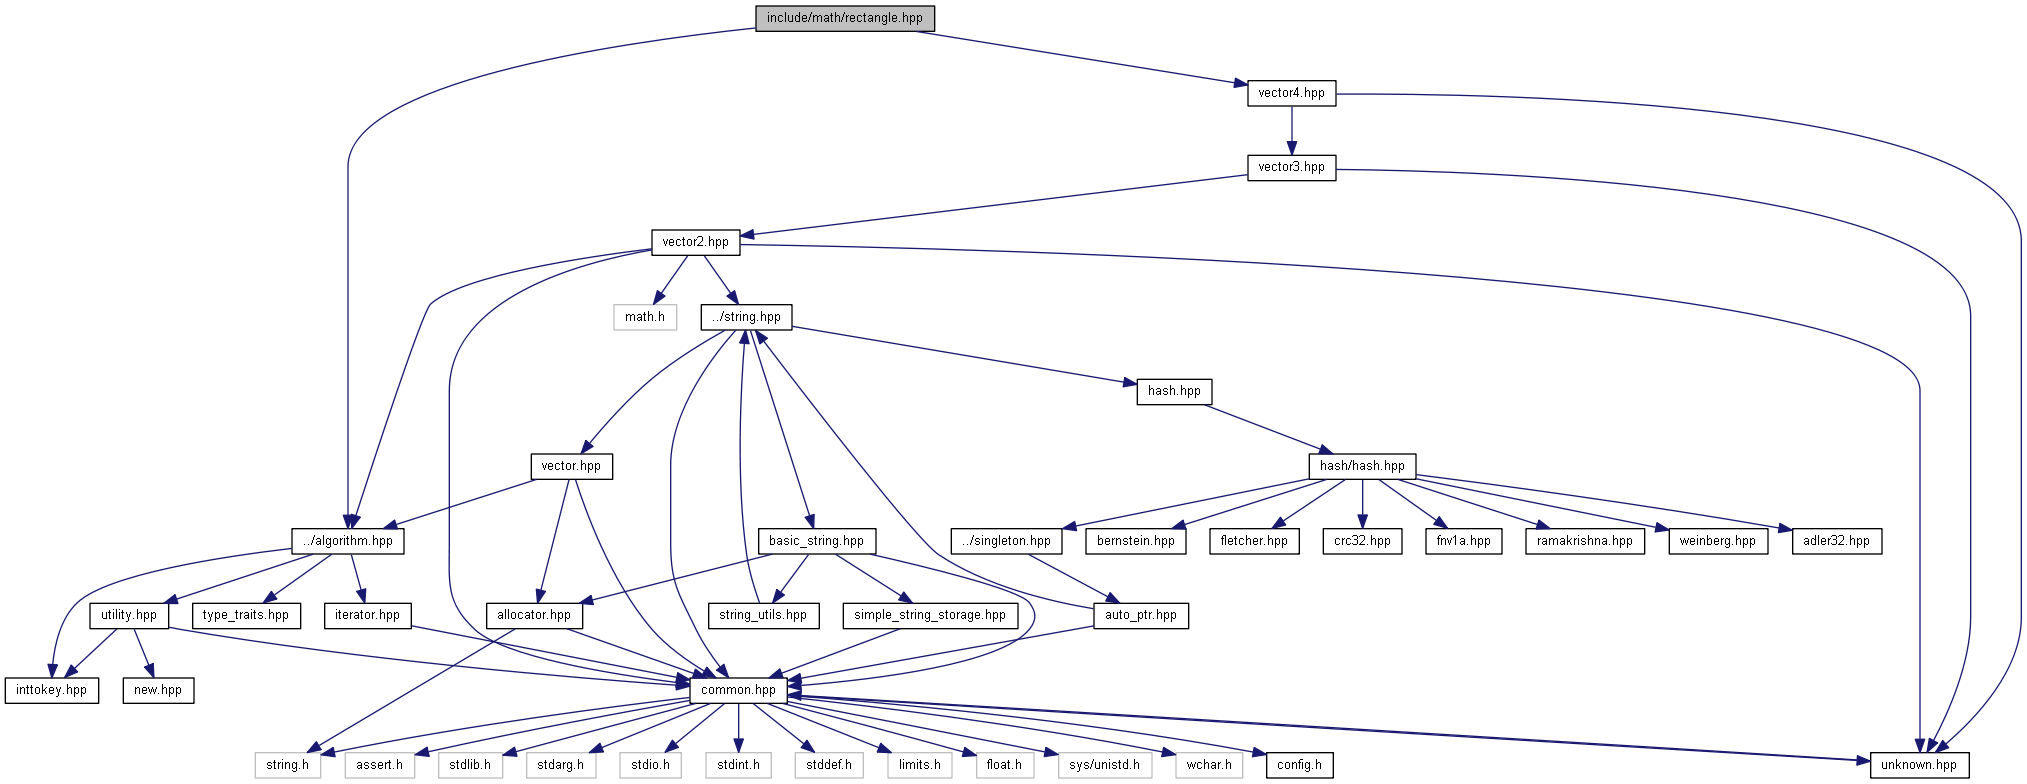 include/math/rectangle.hpp
vector4.hpp
vector3.hpp
vector2.hpp
math.h
../string.hpp
hash.hpp
vector.hpp
hash/hash.hpp
../algorithm.hpp
basic_string.hpp
../singleton.hpp
bernstein.hpp
fletcher.hpp
crc32.hpp
fnv1a.hpp
ramakrishna.hpp
weinberg.hpp
adler32.hpp
utility.hpp
type_traits.hpp
iterator.hpp
allocator.hpp
string_utils.hpp
simple_string_storage.hpp
auto_ptr.hpp
inttokey.hpp
new.hpp
common.hpp
string.h
assert.h
stdlib.h
stdarg.h
stdio.h
stdint.h
stddef.h
limits.h
float.h
sys/unistd.h
wchar.h
config.h
unknown.hpp